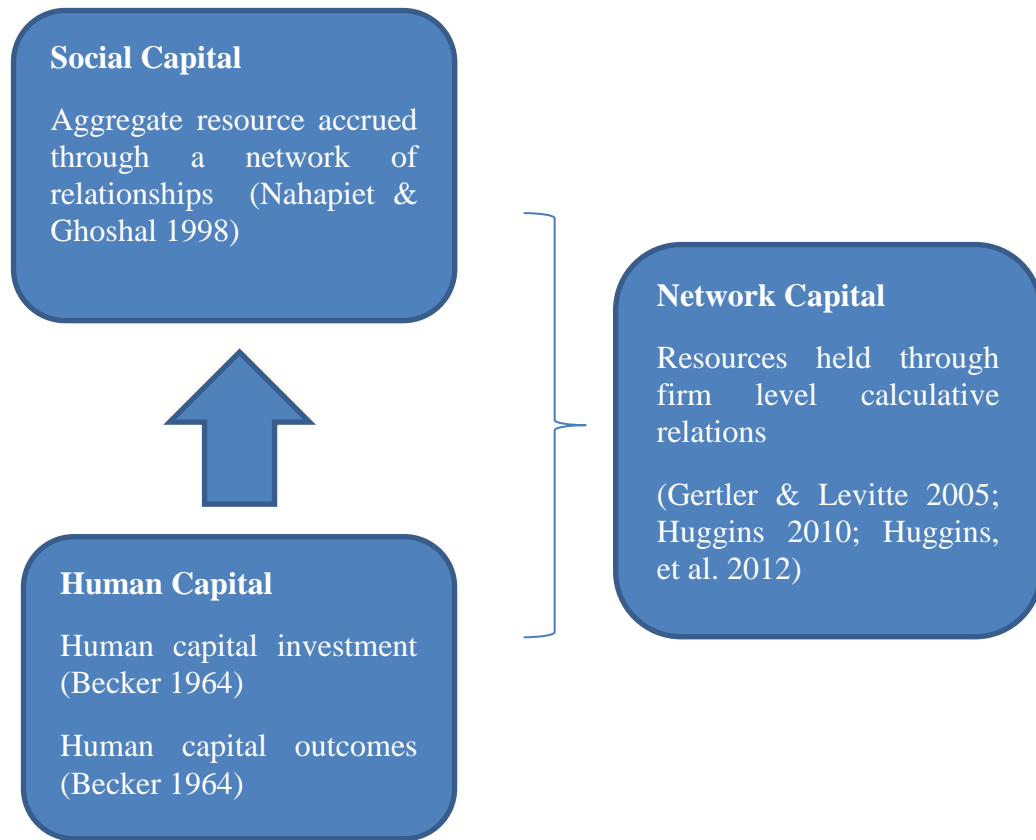 Social Capital
Aggregate resource accrued
through a network of
relationships (Nahapiet &
Ghoshal 1998)
Network Capital
Resources held through
firm level calculative
relations
(Gertler & Levitte 2005;
Huggins 2010; Huggins,
et al. 2012)
Human Capital
Human capital investment
(Becker 1964)
Human capital outcomes
(Becker 1964)